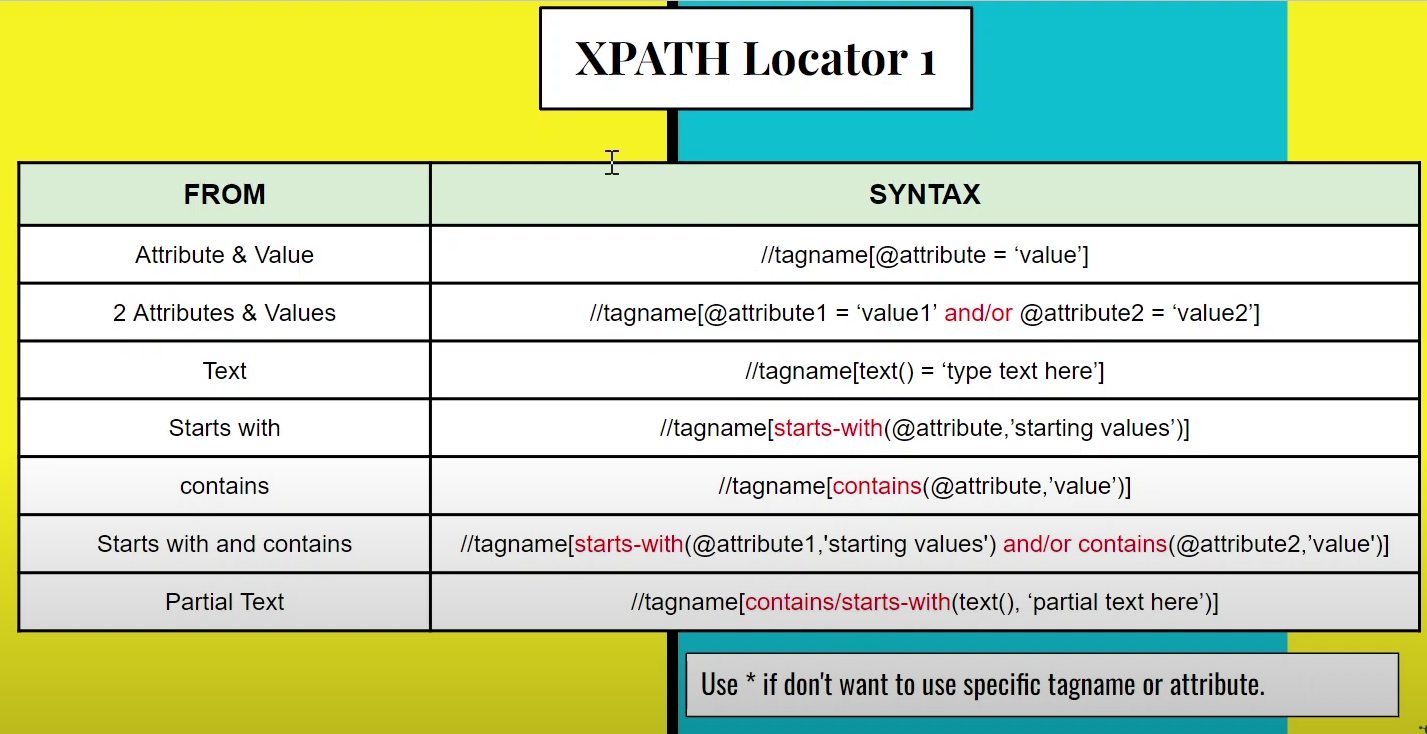 XPATH Locator 1
FROM
SYNTAX
Attribute & Value
//tagname[@attribute = ‘value’]
2 Attributes & Values
//tagname[@attribute1 = ‘value1’ and/or @attribute2 = ‘value2’]
Text
//tagname[text() = ‘type text here’]
Starts with
//tagname[starts-with(@attribute,’starting values’)]
contains
//tagname[contains(@attribute,’value’)]
Starts with and contains
//tagname[starts-with(@attribute1,'starting values') and/or contains(@attribute2,’value')]
Partial Text
//tagname[contains/starts-with(text(), ‘partial text here’)]
Use * if don't want to use specific tagname or attribute.